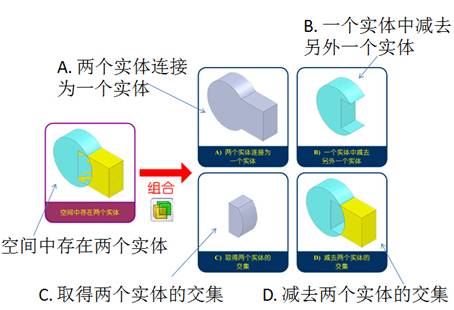 B. 一个实体中减去
另外一个实体
A. 两个实体连接
为一个实体
A) 两个实体连接为
一个实体
B) 一个实体中减去
另外一个实体
空间中存在两个实体
组合
空间中存在两个实体
C) 取得两个实体的
交集
D) 减去两个实体的
交集
C. 取得两个实体的交集
D. 减去两个实体的交集